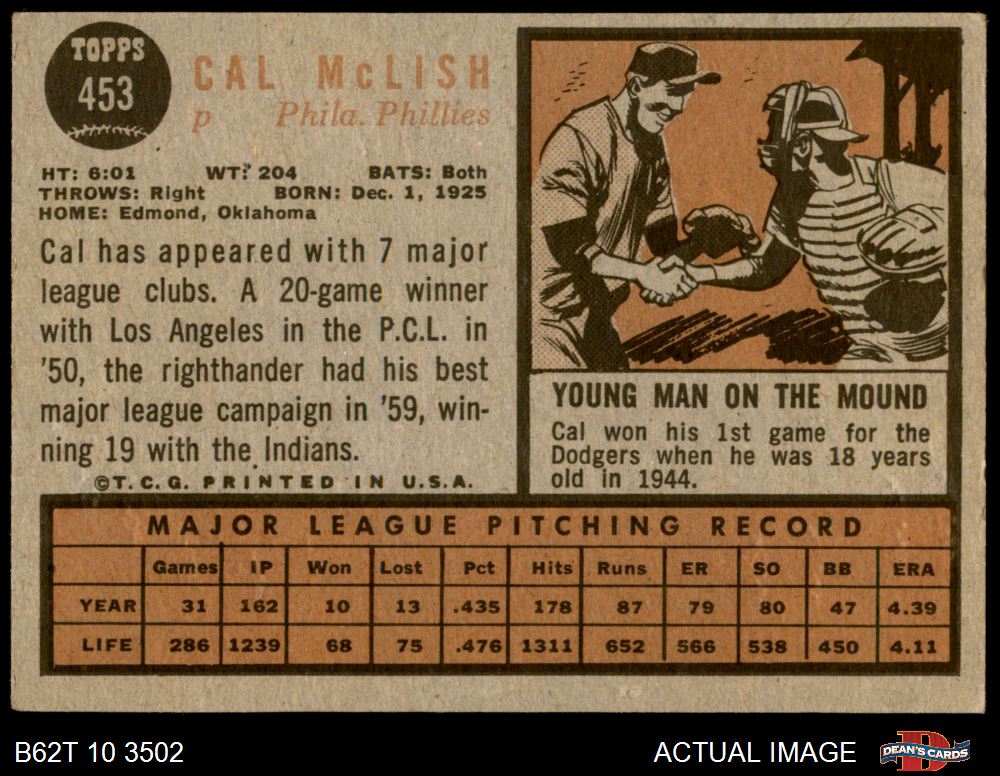 TOPPS
453
CAL McLISH
p Phila. Phillies
HT: 6:01 WT: 204 BATS: Both
THROWS: Right BORN: Dec. 1, 1925
HOME: Edmond, Oklahoma
Cal has appeared with 7 major
league clubs. A 20-game winner
with Los Angeles in the P.C.L. in
'50, the righthander had his best
major league campaign in '59, win-
ning 19 with the Indians.
©T.C.G. PRINTED IN U.S.A.
YOUNG MAN ON THE MOUND
Cal won his 1st game for the
Dodgers when he was 18 years
old in 1944.
MAJOR LEAGUE PITCHING RECORD
Games IP Won Lost Pct Hits Runs ER SO BB ERA
YEAR 31 162 10 13 .435 178 87 79 80 47 4.39
LIFE 286 1239 68 75 .476 1311 652 566 538 450 4.11
B62T 10 3502 ACTUAL IMAGE DEAN'S CARDS